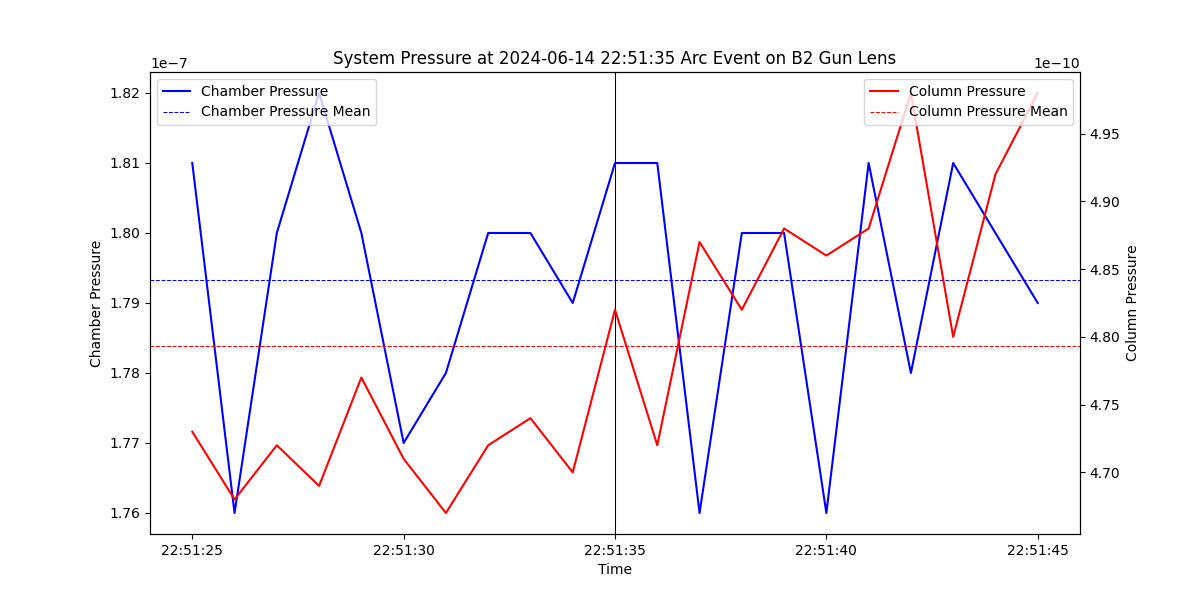 System Pressure at 2024-06-14 22:51:35 Arc Event on B2 Gun Lens
1e−7
1e−10
Chamber Pressure
Chamber Pressure Mean
Column Pressure
Column Pressure Mean
1.82
1.81
1.80
1.79
1.78
1.77
1.76
Chamber Pressure
4.95
4.90
4.85
4.80
4.75
4.70
Column Pressure
22:51:25
22:51:30
22:51:35
22:51:40
22:51:45
Time